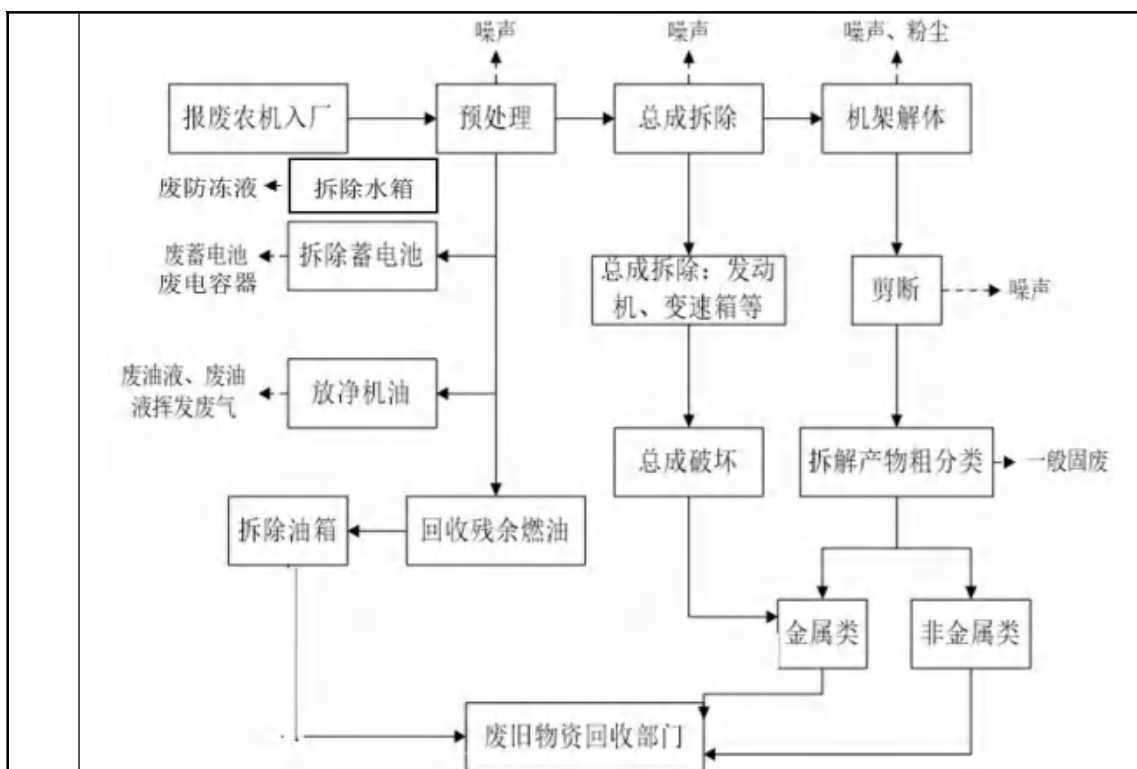 噪声
噪声
噪声、粉尘
报废农机入厂
预处理
总成拆除
机架解体
废防冻液
拆除水箱
废蓄电池
废电容器
拆除蓄电池
总成拆除：发动
机、变速箱等
剪断
噪声
废油液、废油
液挥发废气
放净机油
总成破坏
拆解产物粗分类
一般固废
拆除油箱
回收残余燃油
金属类
非金属类
废旧物资回收部门